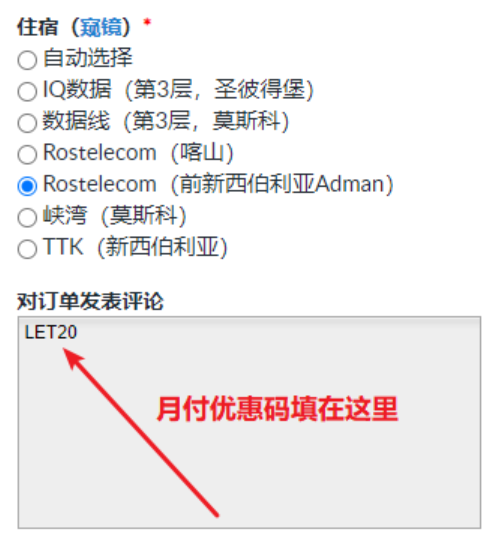 住宿（窥镜）*
自动选择
IQ数据（第3层，圣彼得堡）
数据线（第3层，莫斯科）
Rostelecom（喀山）
Rostelecom（前新西伯利亚Adman）
峡湾（莫斯科）
TTK（新西伯利亚）
对订单发表评论
LET20
月付优惠码填在这里